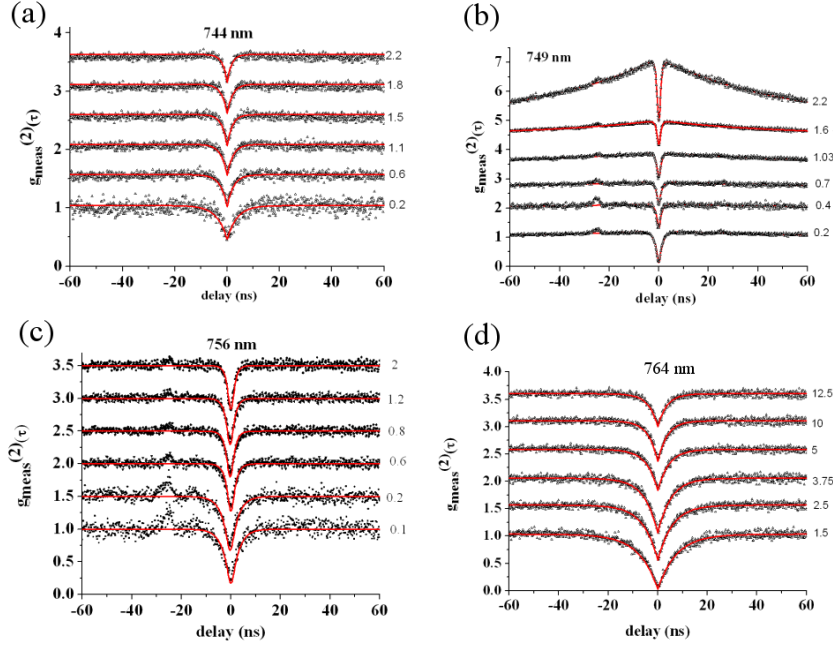 (a)
744 nm
4
3
2
1
0
2.2
1.8
1.5
1.1
0.6
0.2
-60 -40 -20 0 20 40 60
delay (ns)
g_meas^(2)(τ)
(b)
749 nm
7
6
5
4
3
2
1
0
2.2
1.6
1.03
0.7
0.4
0.2
-60 -40 -20 0 20 40 60
delay (ns)
g_meas^(2)(τ)
(c)
756 nm
3.5
3.0
2.5
2.0
1.5
1.0
0.5
0.0
2
1.2
0.8
0.6
0.2
0.1
-60 -40 -20 0 20 40 60
delay (ns)
g_meas^(2)(τ)
(d)
764 nm
4.0
3.5
3.0
2.5
2.0
1.5
1.0
0.5
0.0
12.5
10
5
3.75
2.5
1.5
-60 -40 -20 0 20 40 60
delay (ns)
g_meas^(2)(τ)